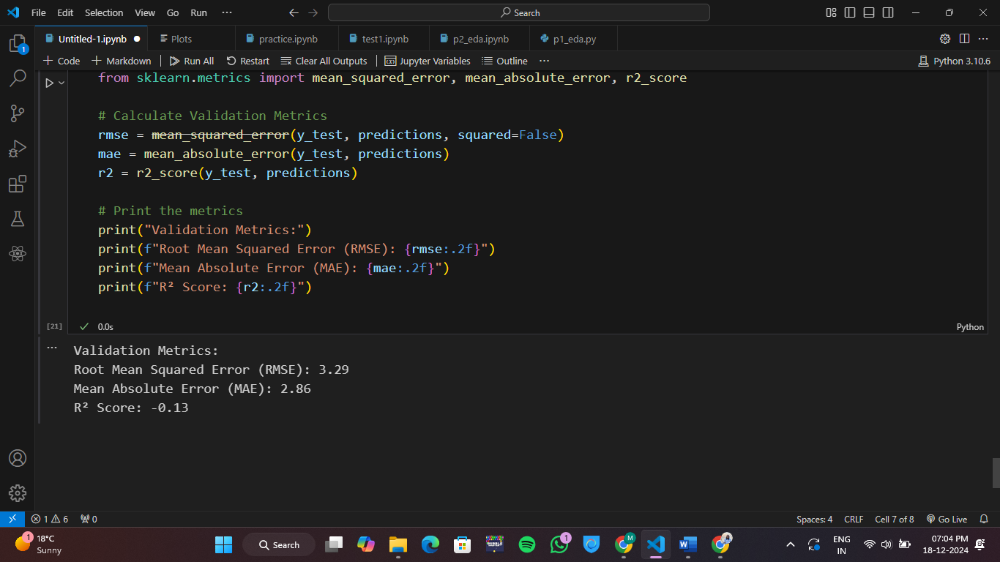 File Edit Selection View Go Run ··· Search
Untitled-1.ipynb Plots practice.ipynb test1.ipynb p2_eda.ipynb p1_eda.py
1
+ Code + Markdown Run All Restart Clear All Outputs Jupyter Variables Outline ··· Python 3.10.6
from sklearn.metrics import mean_squared_error, mean_absolute_error, r2_score
# Calculate Validation Metrics
rmse = mean_squared_error(y_test, predictions, squared=False)
mae = mean_absolute_error(y_test, predictions)
r2 = r2_score(y_test, predictions)
# Print the metrics
print("Validation Metrics:")
print(f"Root Mean Squared Error (RMSE): {rmse:.2f}")
print(f"Mean Absolute Error (MAE): {mae:.2f}")
print(f"R² Score: {r2:.2f}")
[21] 0.0s Python
··· Validation Metrics:
Root Mean Squared Error (RMSE): 3.29
Mean Absolute Error (MAE): 2.86
R² Score: -0.13
1 6 0 Spaces: 4 CRLF Cell 7 of 8 Go Live
1 18°C
Sunny
Search
1
M
ENG
IN
07:04 PM
18-12-2024